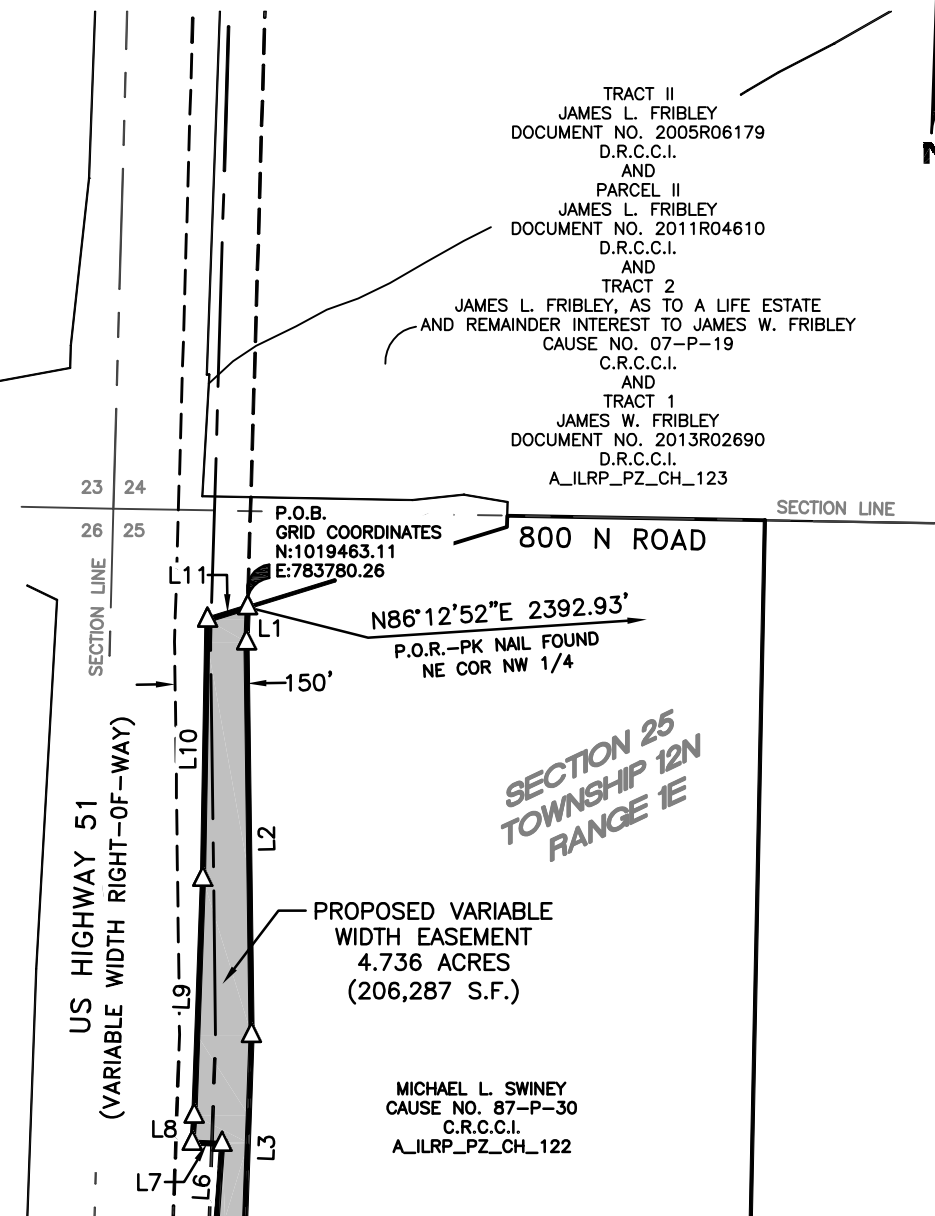 TRACT II
JAMES L. FRIBLEY
DOCUMENT NO. 2005R06179
D.R.C.C.I.
AND
PARCEL II
JAMES L. FRIBLEY
DOCUMENT NO. 2011R04610
D.R.C.C.I.
AND
TRACT 2
JAMES L. FRIBLEY, AS TO A LIFE ESTATE
AND REMAINDER INTEREST TO JAMES W. FRIBLEY
CAUSE NO. 07-P-19
C.R.C.C.I.
AND
TRACT 1
JAMES W. FRIBLEY
DOCUMENT NO. 2013R02690
D.R.C.C.I.
A_ILRP_PZ_CH_123
N
23 24
26 25
SECTION LINE
SECTION LINE
800 N ROAD
P.O.B.
GRID COORDINATES
N:1019463.11
E:783780.26
L11
L1
N86°12'52"E 2392.93'
P.O.R.-PK NAIL FOUND
NE COR NW 1/4
150'
L10
L2
SECTION 25
TOWNSHIP 12N
RANGE 1E
US HIGHWAY 51
(VARIABLE WIDTH RIGHT-OF-WAY)
PROPOSED VARIABLE
WIDTH EASEMENT
4.736 ACRES
(206,287 S.F.)
L9
MICHAEL L. SWINEY
CAUSE NO. 87-P-30
C.R.C.C.I.
A_ILRP_PZ_CH_122
L8
L3
L7
L6